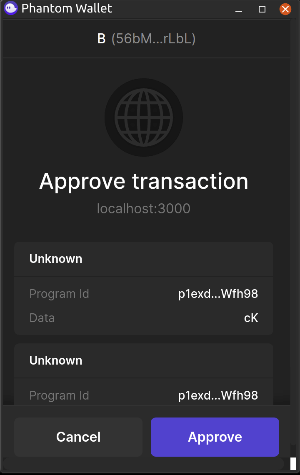 Phantom Wallet
B (56bM...rLbL)
Approve transaction
localhost:3000
Unknown
Program Id p1exd...Wfh98
Data cK
Unknown
Program Id p1exd...Wfh98
Cancel Approve